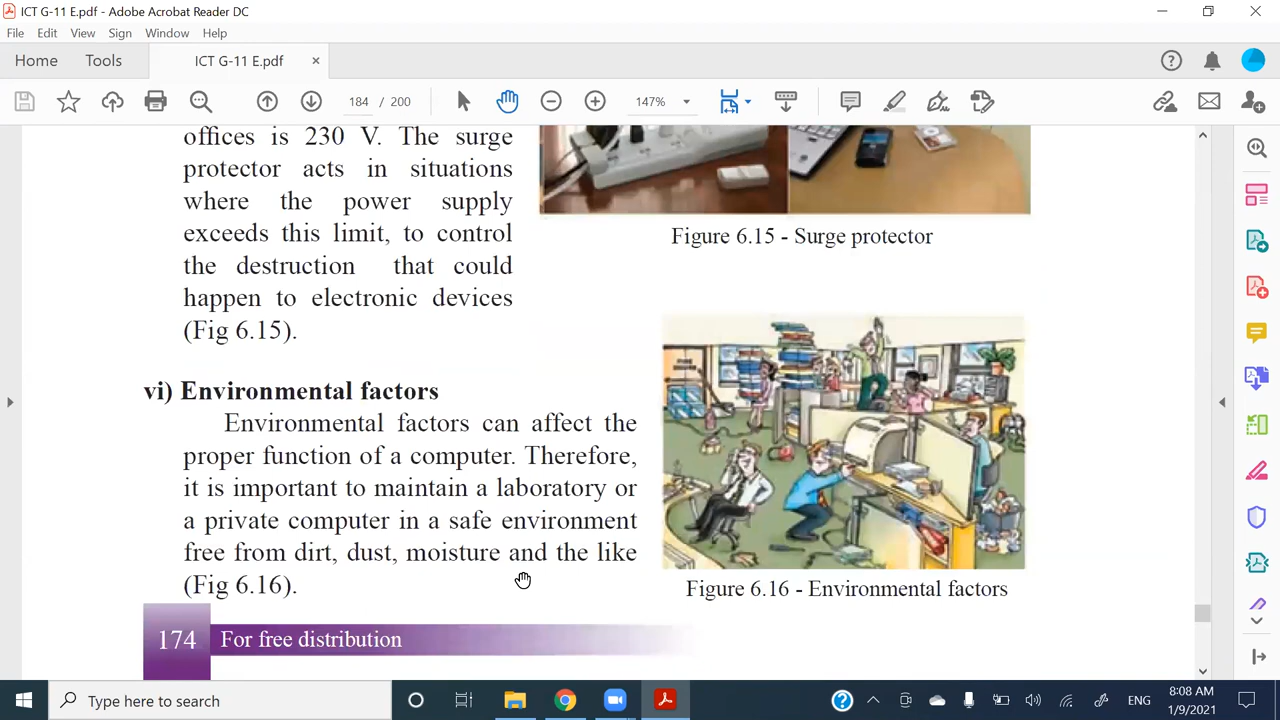 ICT G-11 E.pdf - Adobe Acrobat Reader DC
File Edit View Sign Window Help
Home Tools ICT G-11 E.pdf ×
184 / 200 147%
offices is 230 V. The surge
protector acts in situations
where the power supply
exceeds this limit, to control
the destruction that could
happen to electronic devices
(Fig 6.15).
Figure 6.15 - Surge protector
vi) Environmental factors
Environmental factors can affect the
proper function of a computer. Therefore,
it is important to maintain a laboratory or
a private computer in a safe environment
free from dirt, dust, moisture and the like
(Fig 6.16).
Figure 6.16 - Environmental factors
174 For free distribution
Type here to search
ENG
8:08 AM
1/9/2021